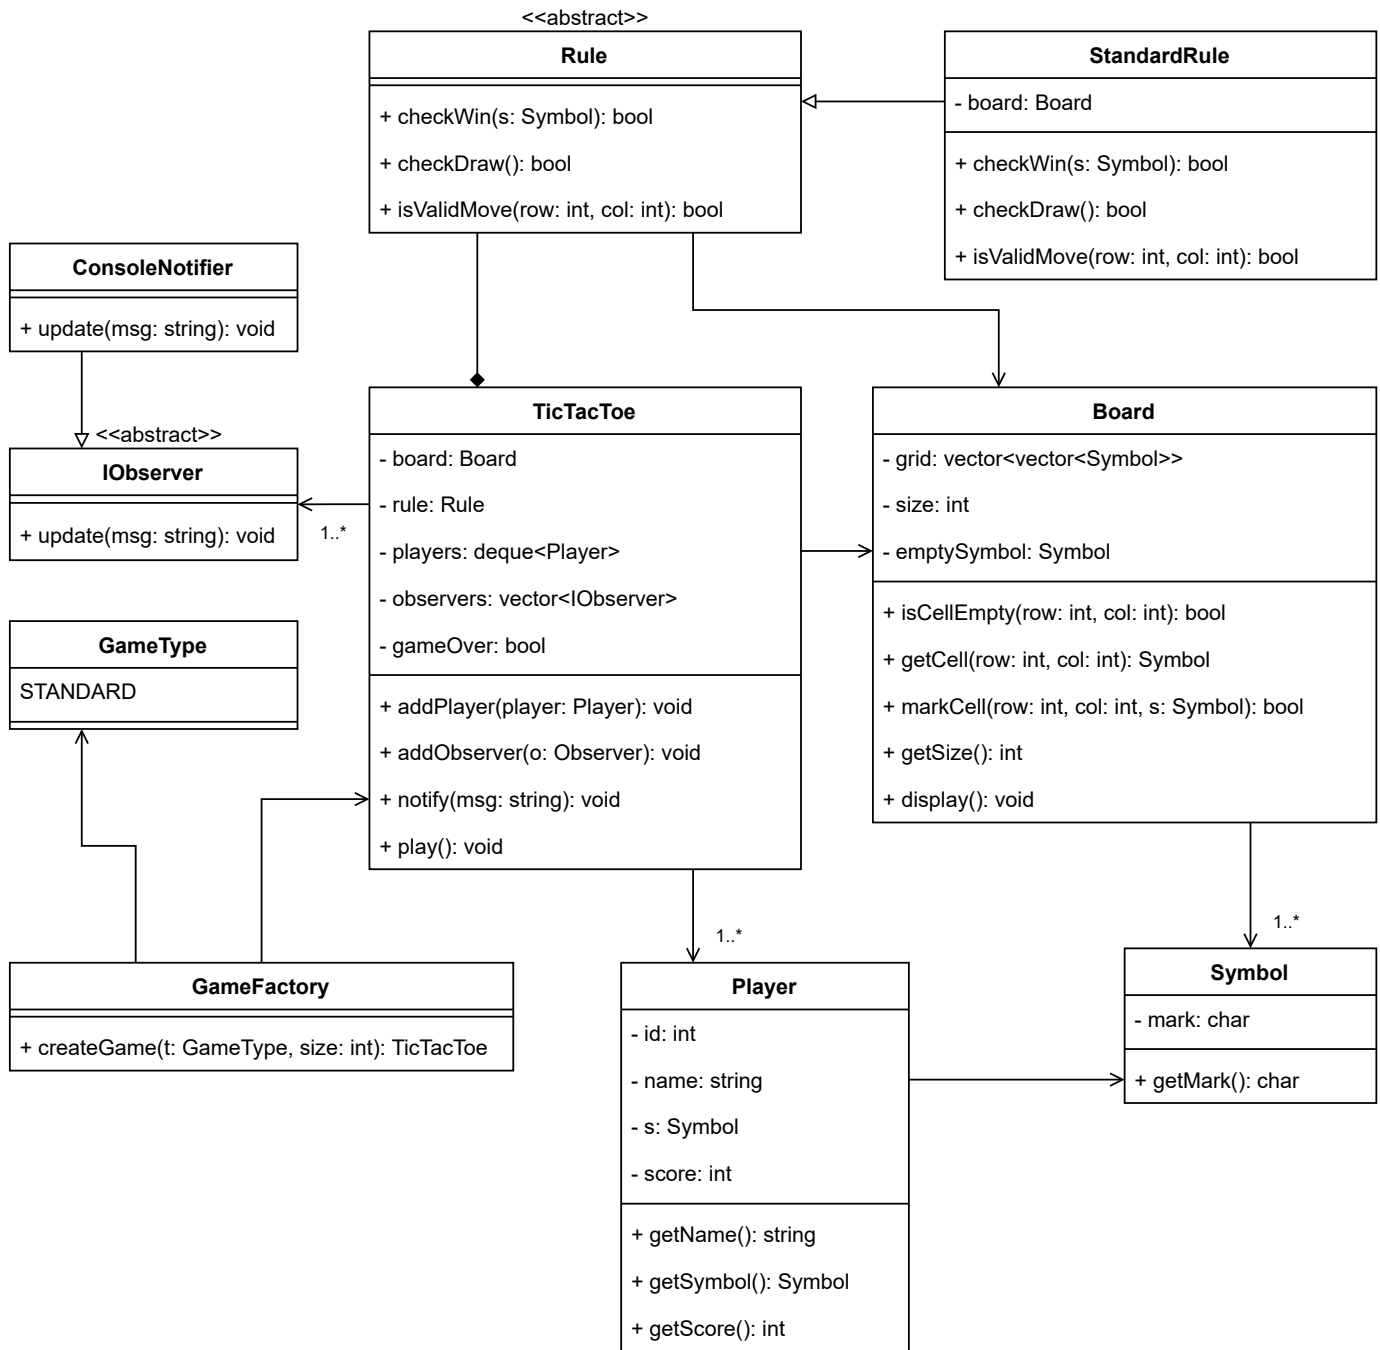 <<abstract>>
Rule
+ checkWin(s: Symbol): bool
+ checkDraw(): bool
+ isValidMove(row: int, col: int): bool
StandardRule
- board: Board
+ checkWin(s: Symbol): bool
+ checkDraw(): bool
+ isValidMove(row: int, col: int): bool
ConsoleNotifier
+ update(msg: string): void
<<abstract>>
IObserver
+ update(msg: string): void
1..*
TicTacToe
- board: Board
- rule: Rule
- players: deque<Player>
- observers: vector<IObserver>
- gameOver: bool
+ addPlayer(player: Player): void
+ addObserver(o: Observer): void
+ notify(msg: string): void
+ play(): void
Board
- grid: vector<vector<Symbol>>
- size: int
- emptySymbol: Symbol
+ isCellEmpty(row: int, col: int): bool
+ getCell(row: int, col: int): Symbol
+ markCell(row: int, col: int, s: Symbol): bool
+ getSize(): int
+ display(): void
GameType
STANDARD
GameFactory
+ createGame(t: GameType, size: int): TicTacToe
1..*
Player
- id: int
- name: string
- s: Symbol
- score: int
+ getName(): string
+ getSymbol(): Symbol
+ getScore(): int
1..*
Symbol
- mark: char
+ getMark(): char